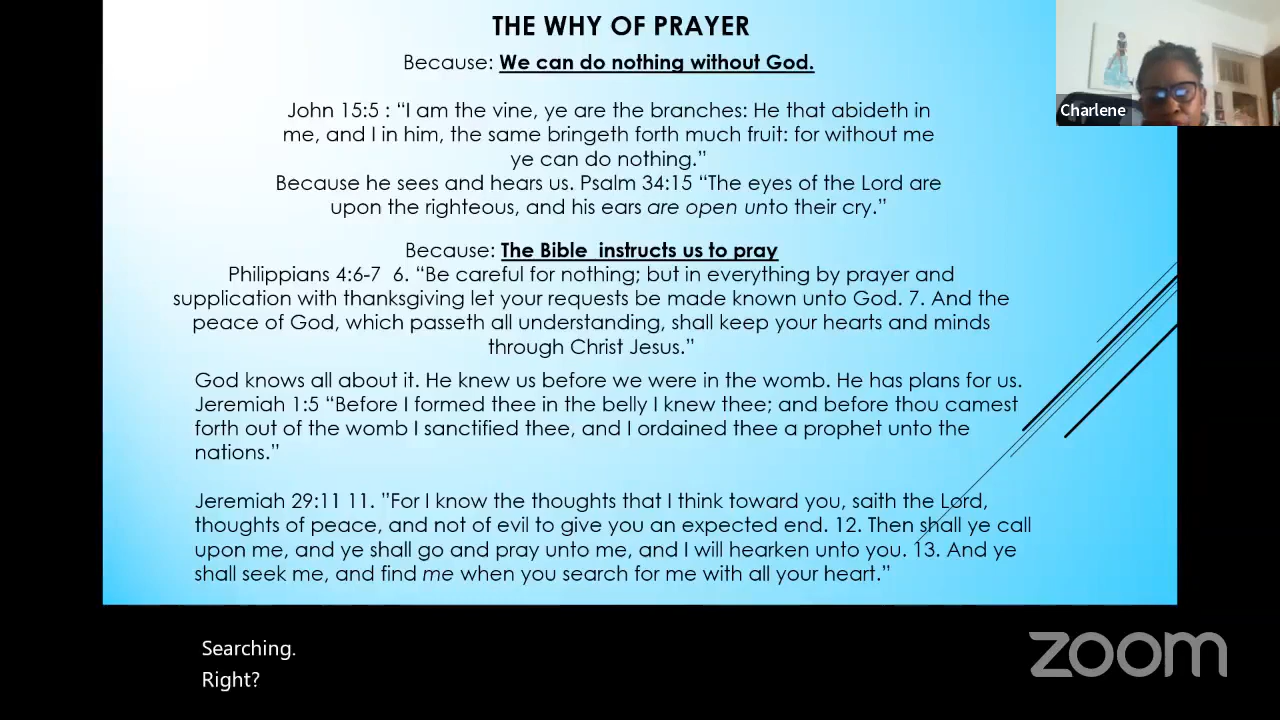 THE WHY OF PRAYER
Because: We can do nothing without God.
John 15:5 : “I am the vine, ye are the branches: He that abideth in
me, and I in him, the same bringeth forth much fruit: for without me
ye can do nothing.”
Because he sees and hears us. Psalm 34:15 “The eyes of the Lord are
upon the righteous, and his ears are open unto their cry.”
Because: The Bible instructs us to pray
Philippians 4:6-7 6. “Be careful for nothing; but in everything by prayer and
supplication with thanksgiving let your requests be made known unto God. 7. And the
peace of God, which passeth all understanding, shall keep your hearts and minds
through Christ Jesus.”
God knows all about it. He knew us before we were in the womb. He has plans for us.
Jeremiah 1:5 “Before I formed thee in the belly I knew thee; and before thou camest
forth out of the womb I sanctified thee, and I ordained thee a prophet unto the
nations.”
Jeremiah 29:11 11. ”For I know the thoughts that I think toward you, saith the Lord,
thoughts of peace, and not of evil to give you an expected end. 12. Then shall ye call
upon me, and ye shall go and pray unto me, and I will hearken unto you. 13. And ye
shall seek me, and find me when you search for me with all your heart.”
Charlene
Searching.
Right?
zoom